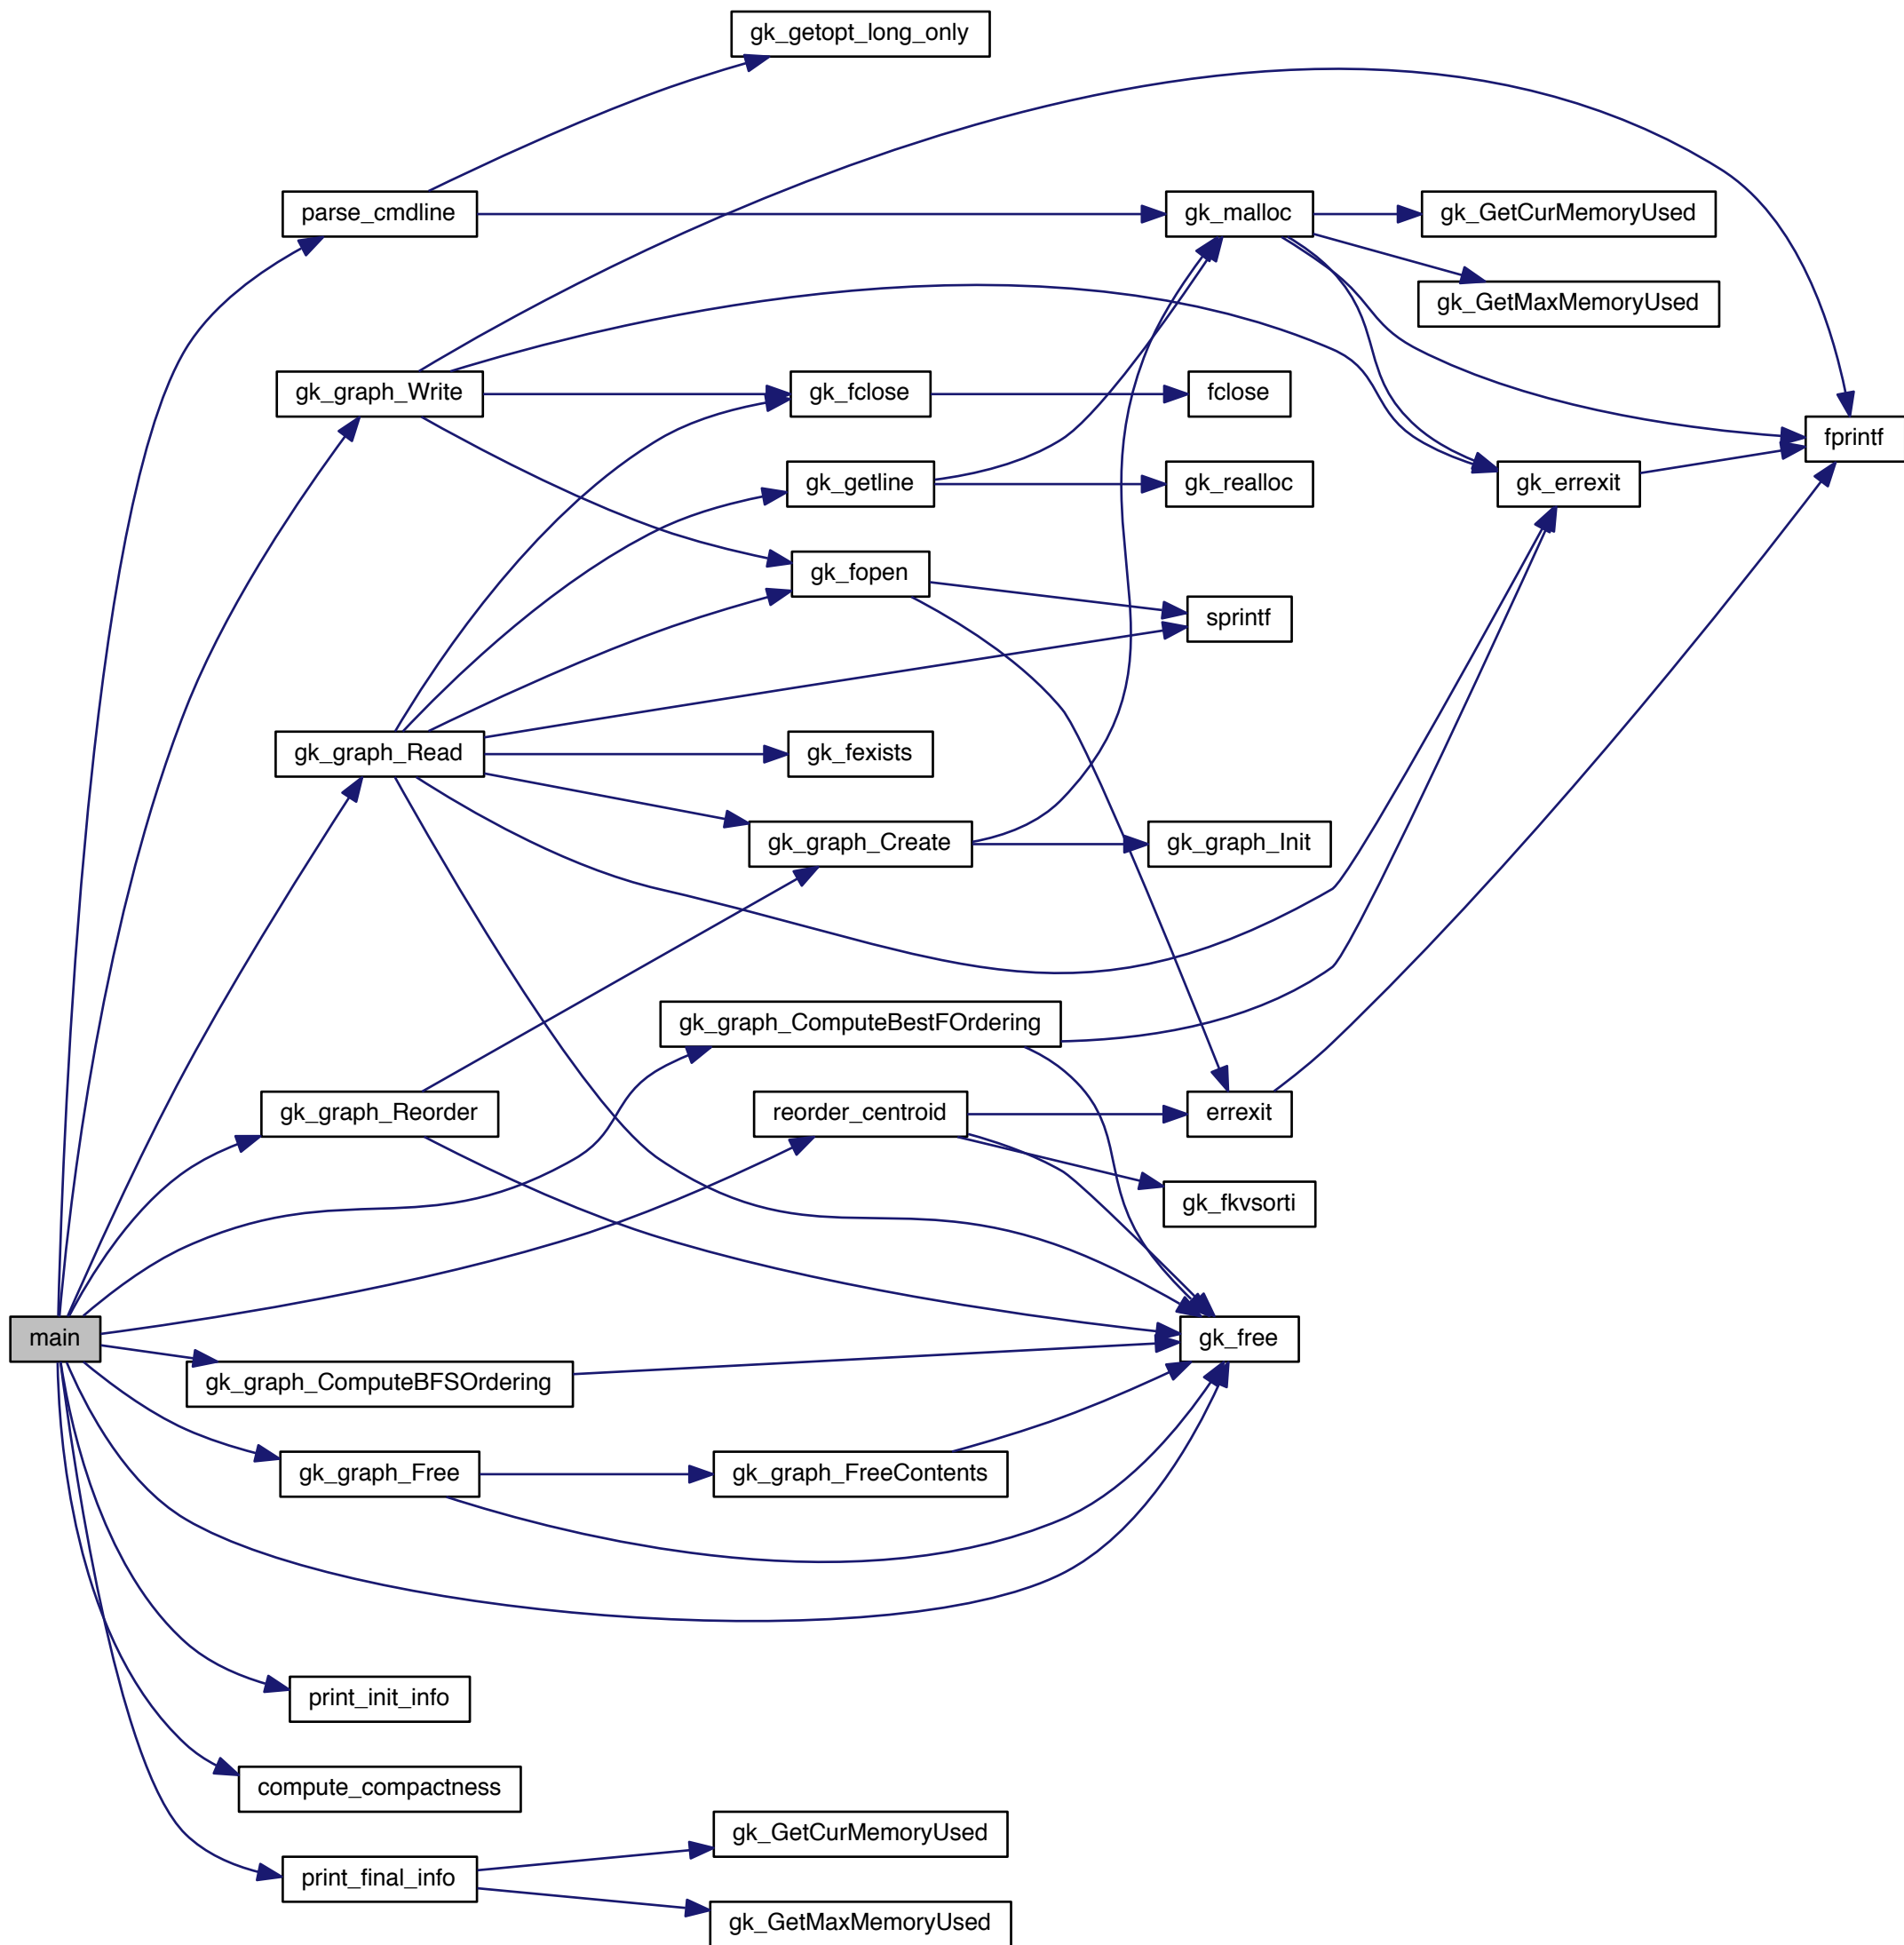 gk_getopt_long_only
parse_cmdline
gk_malloc
gk_GetCurMemoryUsed
gk_GetMaxMemoryUsed
gk_graph_Write
gk_fclose
fclose
fprintf
gk_getline
gk_realloc
gk_errexit
gk_fopen
sprintf
gk_graph_Read
gk_fexists
gk_graph_Create
gk_graph_Init
gk_graph_ComputeBestFOrdering
gk_graph_Reorder
reorder_centroid
errexit
gk_fkvsorti
main
gk_free
gk_graph_ComputeBFSOrdering
gk_graph_Free
gk_graph_FreeContents
print_init_info
compute_compactness
gk_GetCurMemoryUsed
print_final_info
gk_GetMaxMemoryUsed